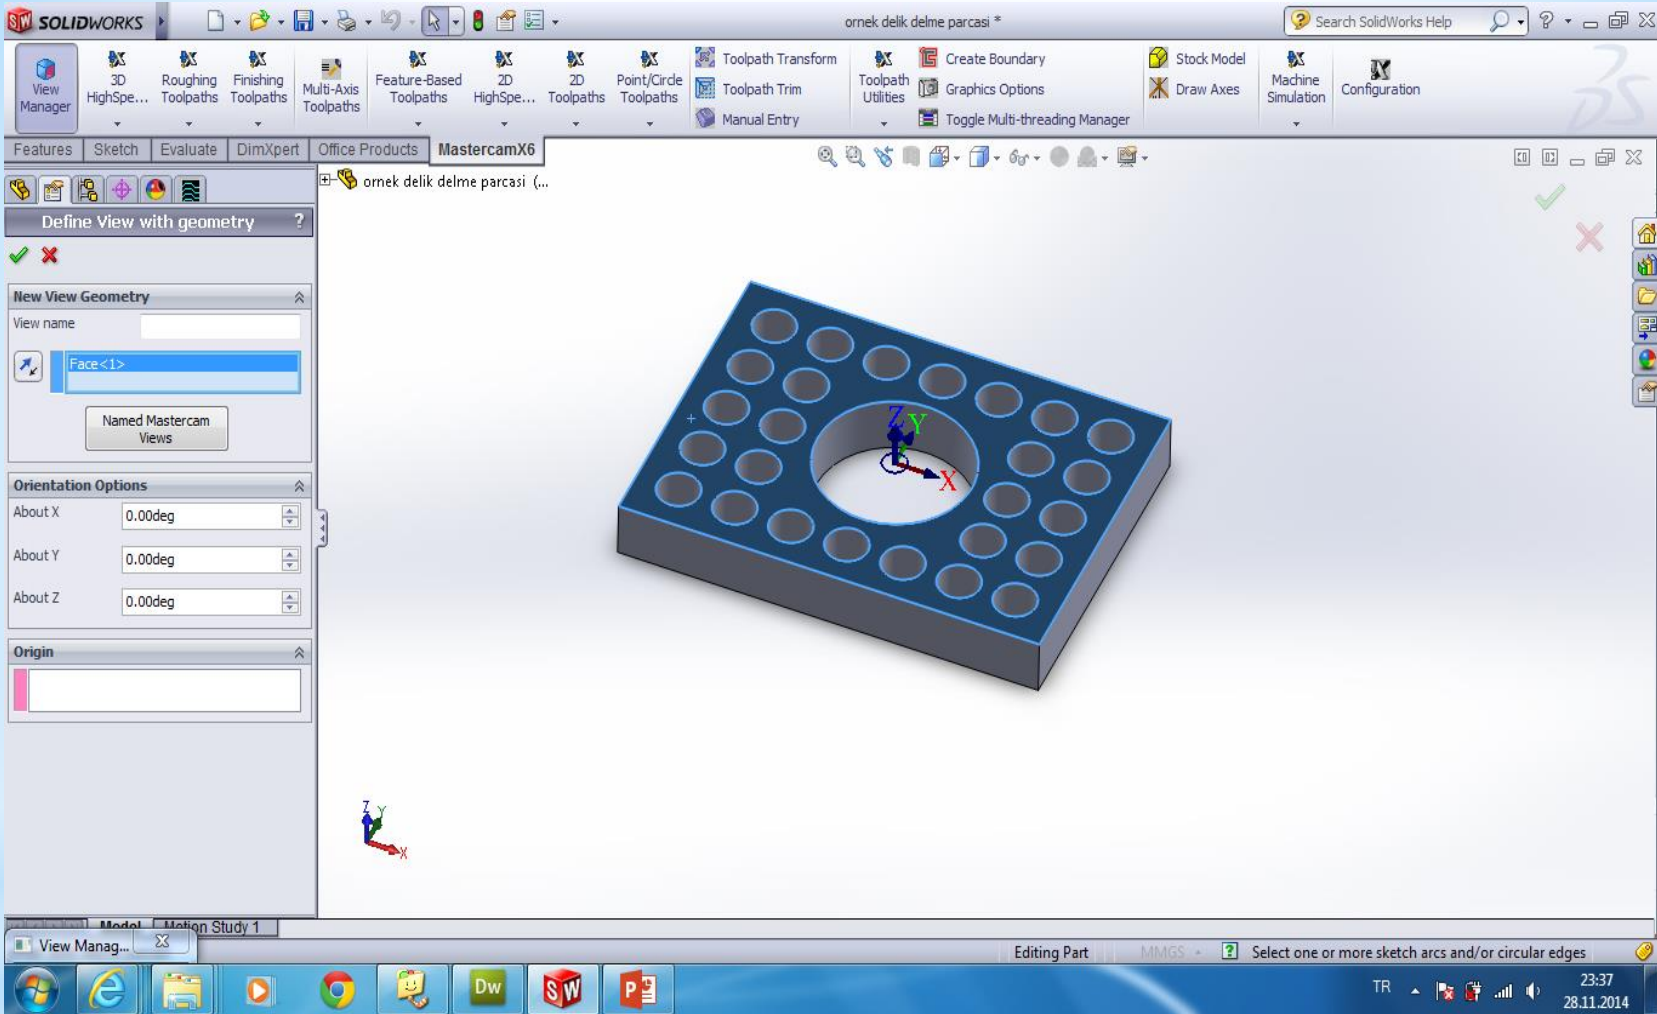 SOLIDWORKS
ornek delik delme parcasi *
Search SolidWorks Help
View Manager
3D HighSpe...
Roughing Toolpaths
Finishing Toolpaths
Multi-Axis Toolpaths
Feature-Based Toolpaths
2D HighSpe...
2D Toolpaths
Point/Circle Toolpaths
Toolpath Transform
Toolpath Trim
Manual Entry
Toolpath Utilities
Create Boundary
Graphics Options
Toggle Multi-threading Manager
Stock Model
Draw Axes
Machine Simulation
Configuration
Features Sketch Evaluate DimXpert Office Products MastercamX6
ornek delik delme parcasi (...
Define View with geometry ?
New View Geometry
View name
Face<1>
Named Mastercam
Views
Orientation Options
About X 0.00deg
About Y 0.00deg
About Z 0.00deg
Origin
Z Y
X
Z Y
X
Model Motion Study 1
View Manag...
Editing Part MMGS ? Select one or more sketch arcs and/or circular edges
Dw SW P
TR 23:37
28.11.2014